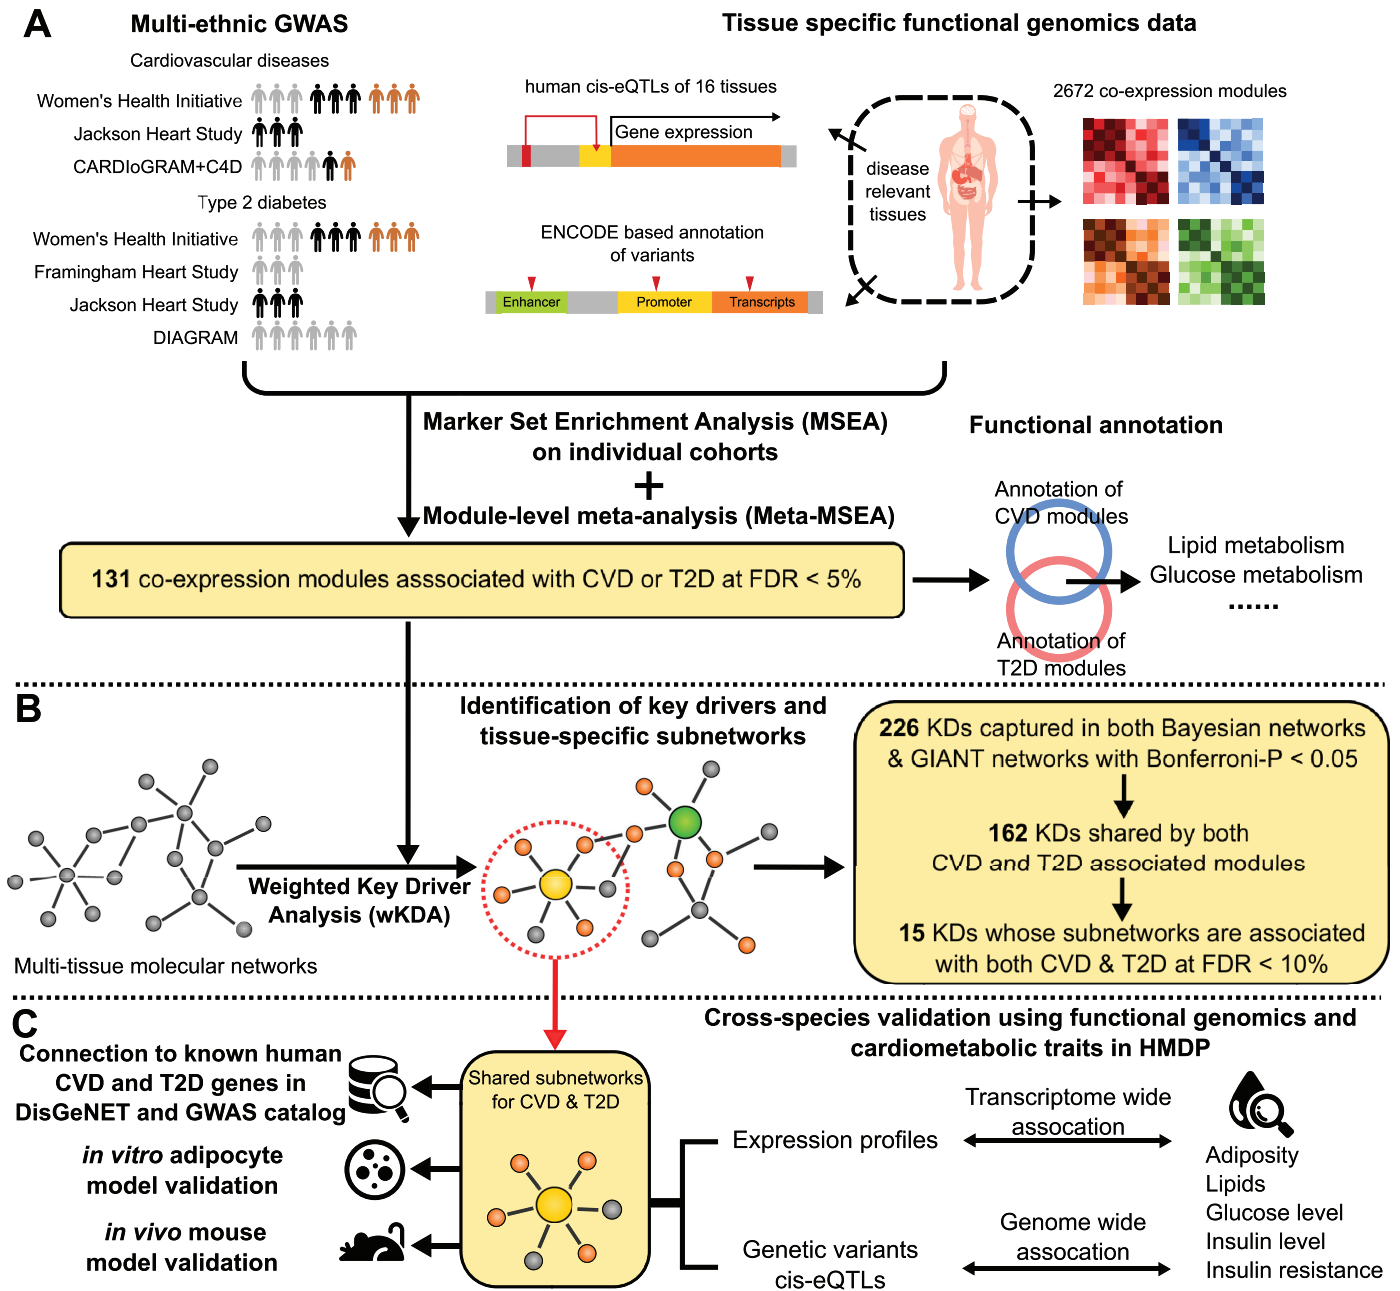 A
Multi-ethnic GWAS
Cardiovascular diseases
Women's Health Initiative
Jackson Heart Study
CARDIoGRAM+C4D
Type 2 diabetes
Women's Health Initiative
Framingham Heart Study
Jackson Heart Study
DIAGRAM
Tissue specific functional genomics data
human cis-eQTLs of 16 tissues
Gene expression
ENCODE based annotation
of variants
Enhancer
Promoter
Transcripts
disease
relevant
tissues
2672 co-expression modules
Marker Set Enrichment Analysis (MSEA)
on individual cohorts
+
Module-level meta-analysis (Meta-MSEA)
131 co-expression modules asssociated with CVD or T2D at FDR < 5%
Functional annotation
Annotation of
CVD modules
Annotation of
T2D modules
Lipid metabolism
Glucose metabolism
......
B
Multi-tissue molecular networks
Weighted Key Driver
Analysis (wKDA)
Identification of key drivers and
tissue-specific subnetworks
226 KDs captured in both Bayesian networks
& GIANT networks with Bonferroni-P < 0.05
162 KDs shared by both
CVD and T2D associated modules
15 KDs whose subnetworks are associated
with both CVD & T2D at FDR < 10%
C
Connection to known human
CVD and T2D genes in
DisGeNET and GWAS catalog
in vitro adipocyte
model validation
in vivo mouse
model validation
Shared subnetworks
for CVD & T2D
Cross-species validation using functional genomics and
cardiometabolic traits in HMDP
Expression profiles
Transcriptome wide
assocation
Genetic variants
cis-eQTLs
Genome wide
assocation
Adiposity
Lipids
Glucose level
Insulin level
Insulin resistance